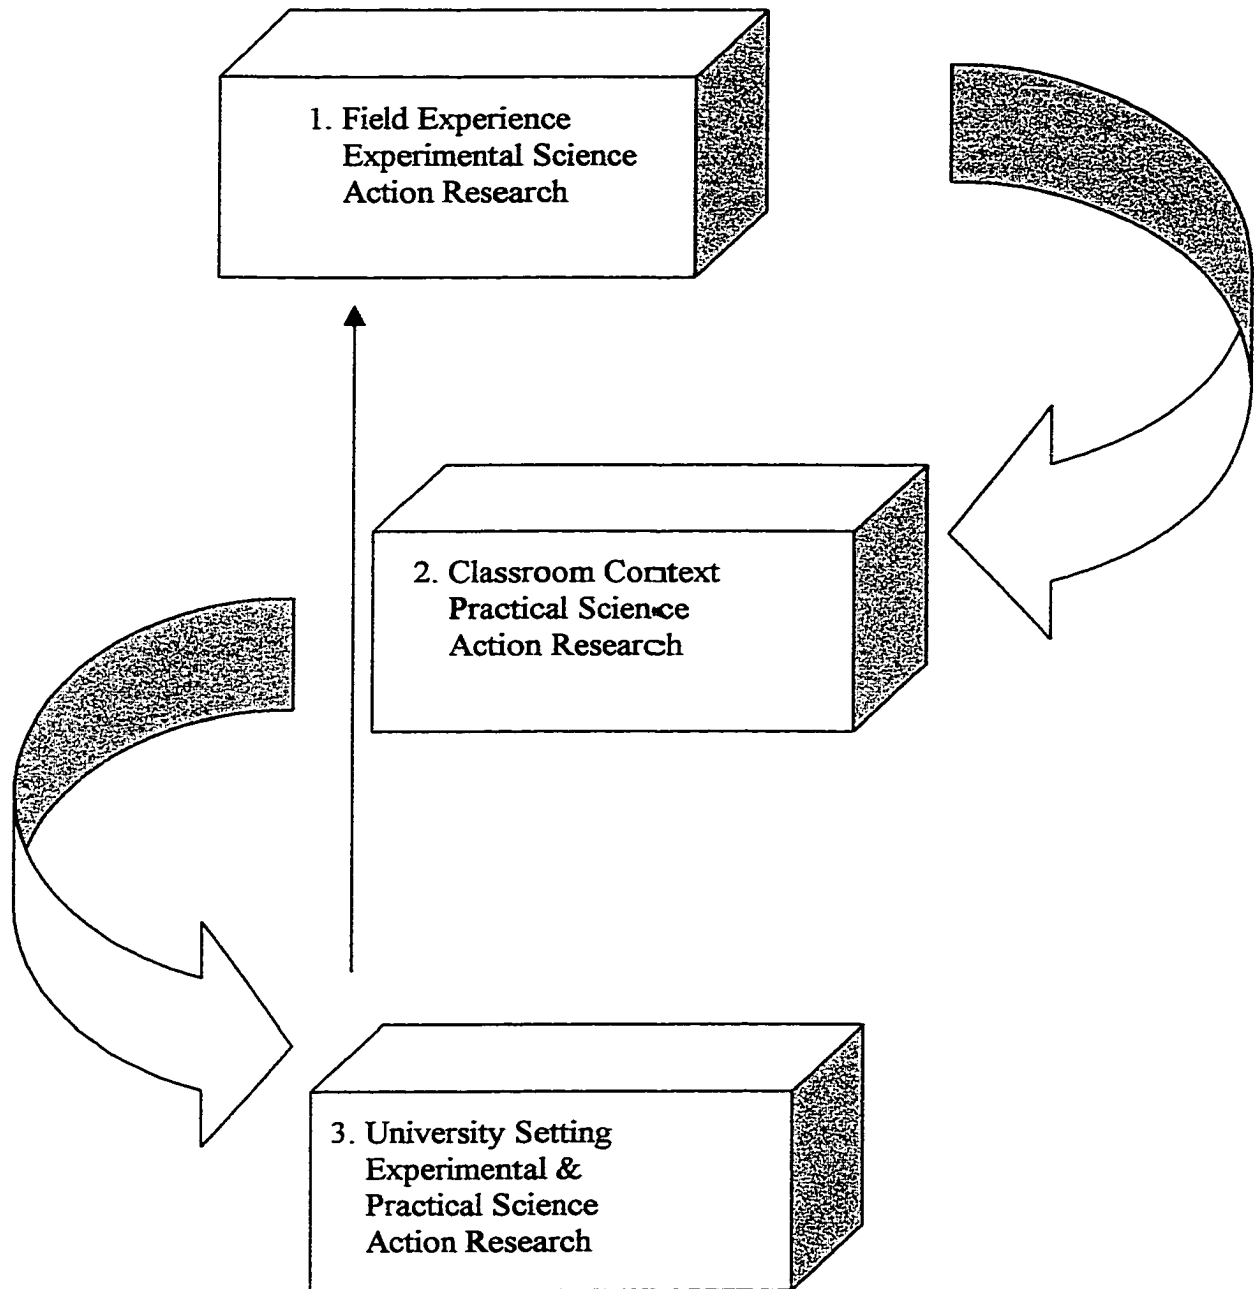 1. Field Experience
Experimental Science
Action Research
2. Classroom Context
Practical Science
Action Research
3. University Setting
Experimental &
Practical Science
Action Research